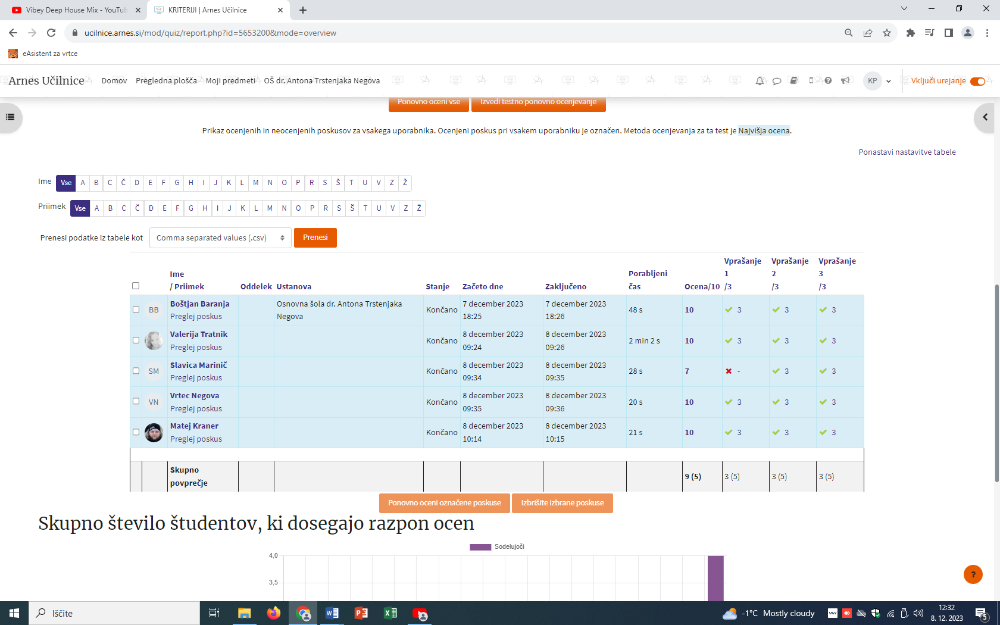 Vibey Deep House Mix - YouTub
KRITERIJI | Arnes Učilnice
ucilnice.arnes.si/mod/quiz/report.php?id=5653200&mode=overview
eAsistent za vrtce
Arnes Učilnice Domov Pregledna plošča Moji predmeti OŠ dr. Antona Trstenjaka Negova KP Vključi urejanje
Ponovno oceni vse Izvedi testno ponovno ocenjevanje
Prikaz ocenjenih in neocenjenih poskusov za vsakega uporabnika. Ocenjeni poskus pri vsakem uporabniku je označen. Metoda ocenjevanja za ta test je Najvišja ocena.
Ponastavi nastavitve tabele
Ime Vse A B C Č D E F G H I J K L M N O P R S Š T U V Z Ž
Priimek Vse A B C Č D E F G H I J K L M N O P R S Š T U V Z Ž
Prenesi podatke iz tabele kot Comma separated values (.csv) Prenesi
Vprašanje Vprašanje Vprašanje
Ime Porabljeni 1 2 3
/ Priimek Oddelek Ustanova Stanje Začeto dne Zaključeno čas Ocena/10 /3 /3 /3
Boštjan Baranja Osnovna šola dr. Antona Trstenjaka 7 december 2023 7 december 2023
BB Končano 48 s 10 3 3 3
Preglej poskus Negova 18:25 18:26
Valerija Tratnik 8 december 2023 8 december 2023
Končano 2 min 2 s 10 3 3 3
Preglej poskus 09:24 09:26
Slavica Marinič 8 december 2023 8 december 2023
SM Končano 28 s 7 - 3 3
Preglej poskus 09:34 09:35
Vrtec Negova 8 december 2023 8 december 2023
VN Končano 20 s 10 3 3 3
Preglej poskus 09:35 09:36
Matej Kraner 8 december 2023 8 december 2023
Končano 21 s 10 3 3 3
Preglej poskus 10:14 10:15
Skupno
9 (5) 3 (5) 3 (5) 3 (5)
povprečje
Ponovno oceni označene poskuse Izbrišite izbrane poskuse
Skupno število študentov, ki dosegajo razpon ocen
Sodelujoči
4,0
3,5
?
Iščite
-1°C Mostly cloudy
12:32
8. 12. 2023
5